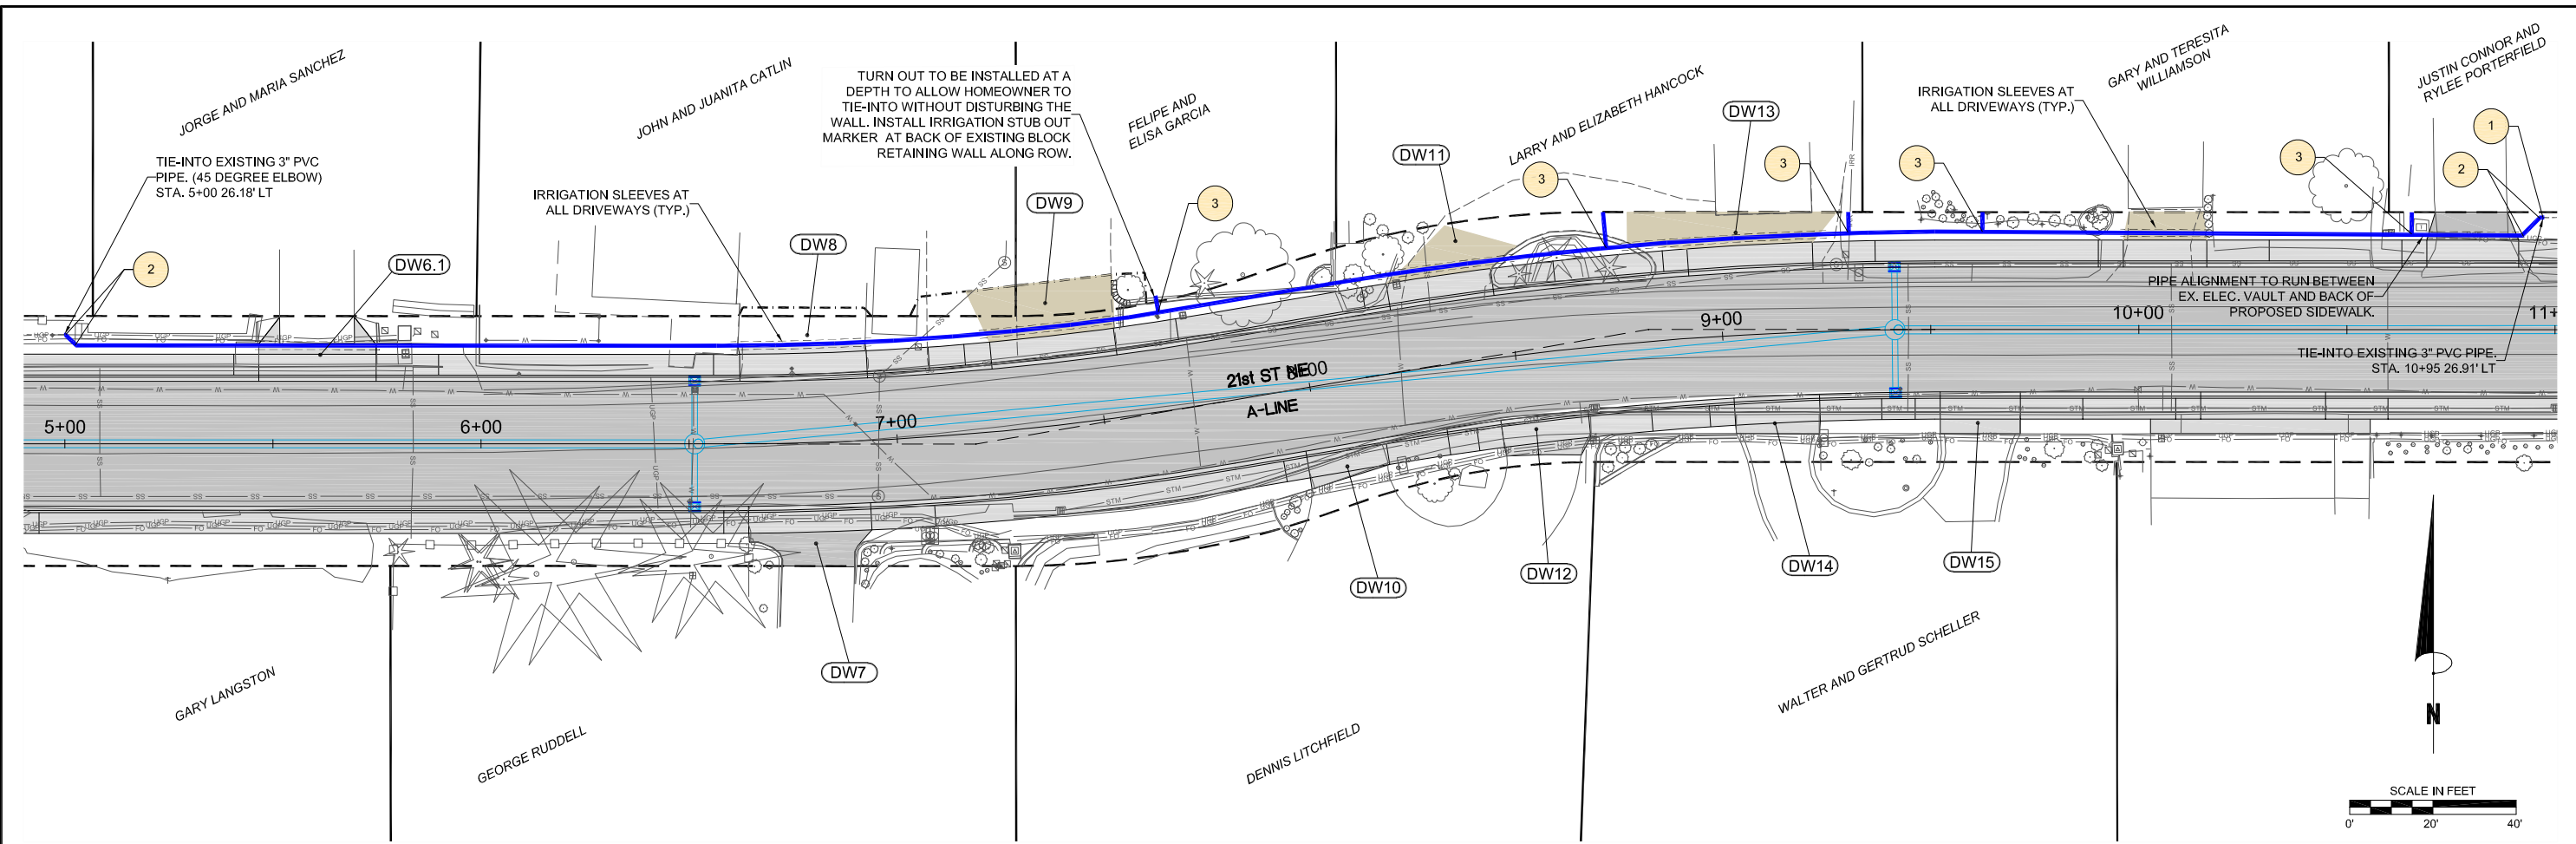 JORGE AND MARIA SANCHEZ
JOHN AND JUANITA CATLIN
TURN OUT TO BE INSTALLED AT A
DEPTH TO ALLOW HOMEOWNER TO
TIE-INTO WITHOUT DISTURBING THE
WALL. INSTALL IRRIGATION STUB OUT
MARKER AT BACK OF EXISTING BLOCK
RETAINING WALL ALONG ROW.
FELIPE AND
ELISA GARCIA
LARRY AND ELIZABETH HANCOCK
GARY AND TERESITA
WILLIAMSON
JUSTIN CONNOR AND
RYLEE PORTERFIELD
TIE-INTO EXISTING 3" PVC
PIPE. (45 DEGREE ELBOW)
STA. 5+00 26.18' LT
IRRIGATION SLEEVES AT
ALL DRIVEWAYS (TYP.)
IRRIGATION SLEEVES AT
ALL DRIVEWAYS (TYP.)
DW6.1
DW8
DW9
DW11
DW13
2
3
3
3
3
3
1
2
PIPE ALIGNMENT TO RUN BETWEEN
EX. ELEC. VAULT AND BACK OF
PROPOSED SIDEWALK.
TIE-INTO EXISTING 3" PVC PIPE.
STA. 10+95 26.91' LT
5+00
6+00
7+00
9+00
10+00
11+
21st ST NE
A-LINE
DW7
DW10
DW12
DW14
DW15
GARY LANGSTON
GEORGE RUDDELL
DENNIS LITCHFIELD
WALTER AND GERTRUD SCHELLER
N
SCALE IN FEET
0' 20' 40'